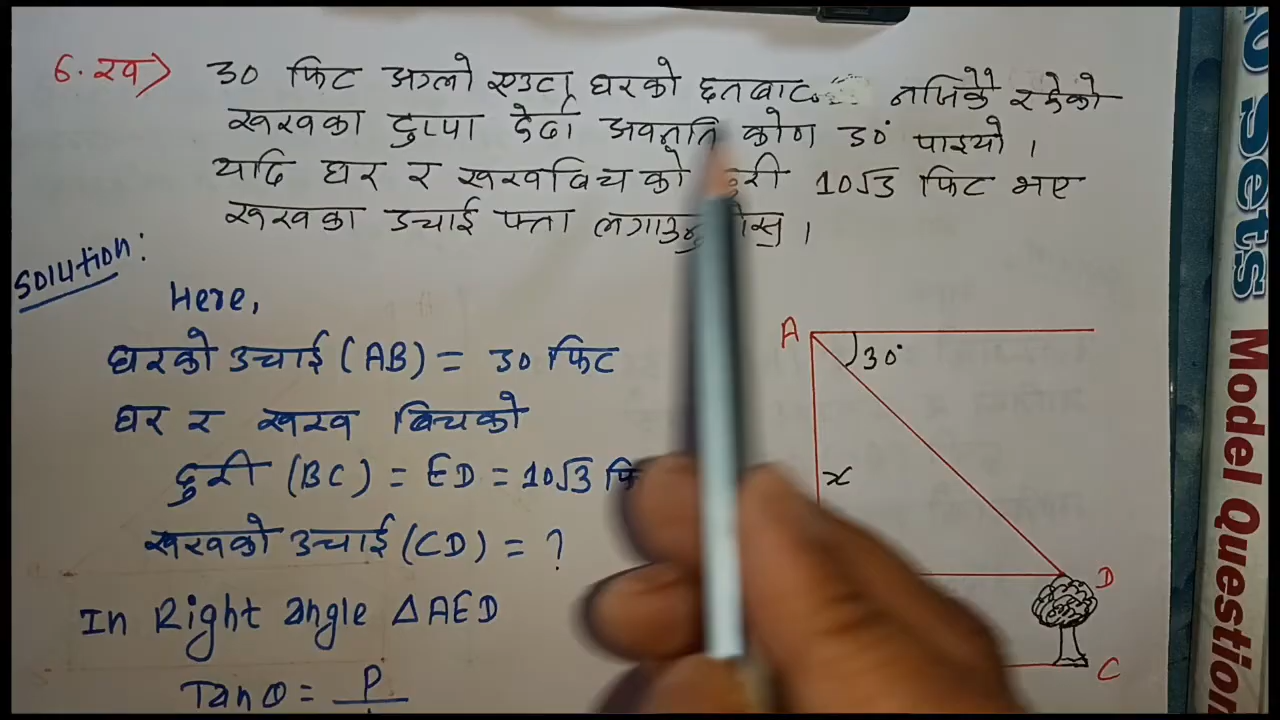 6. ख) 30 फिट अग्लो एउटा घरको छतबाट नजिकै रहेको
रूखका टुप्पा हेर्दा अवनति कोण 30° पाइयो ।
यदि घर र रूखबिचको दुरी 10√3 फिट भए
रूखका उचाई पत्ता लगाउनुहोस् ।
Solution:
Here,
घरको उचाई (AB) = 30 फिट
घर र रूख बिचको
दुरी (BC) = ED = 10√3
रूखको उचाई (CD) = ?
In Right angle ΔAED
Tan θ = P
A
30°
x
D
C
Sets Model Question